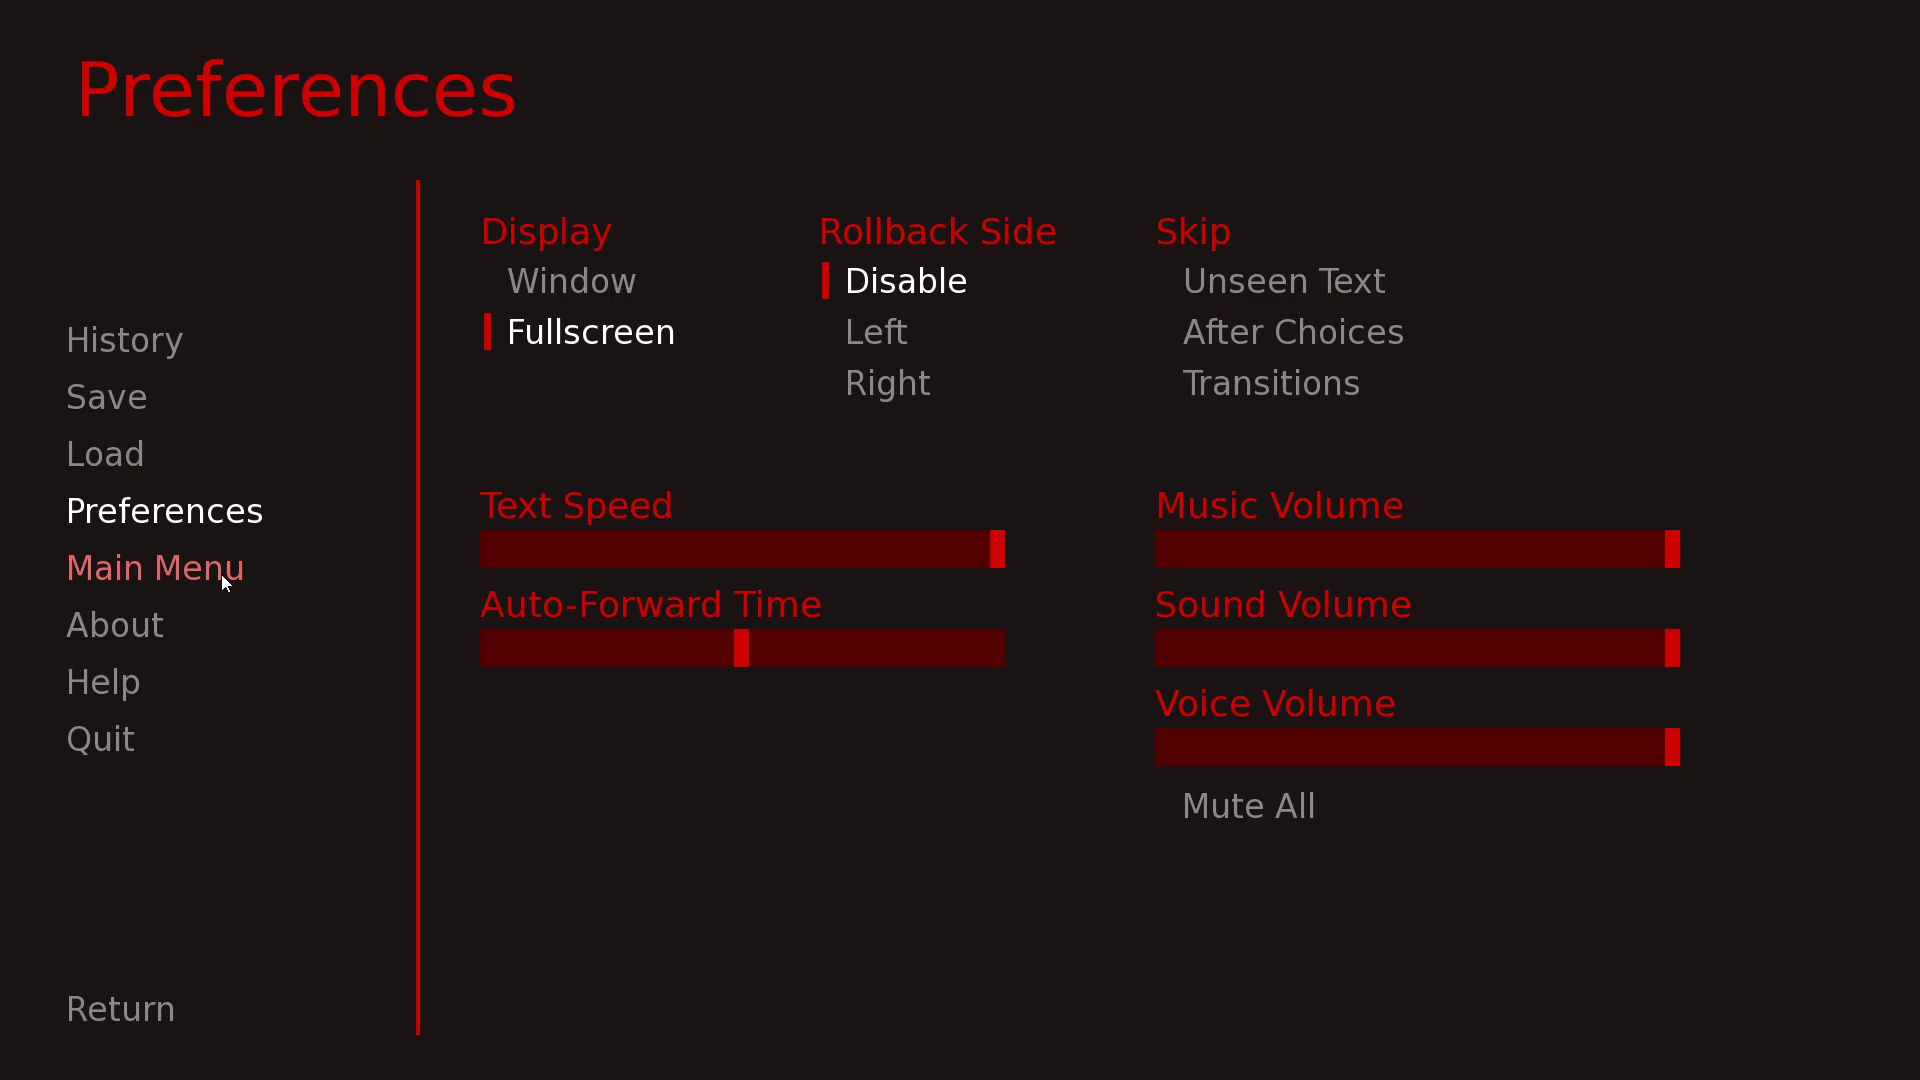 Preferences
History
Save
Load
Preferences
Main Menu
About
Help
Quit
Return
Display
Window
Fullscreen
Rollback Side
Disable
Left
Right
Skip
Unseen Text
After Choices
Transitions
Text Speed
Auto-Forward Time
Music Volume
Sound Volume
Voice Volume
Mute All